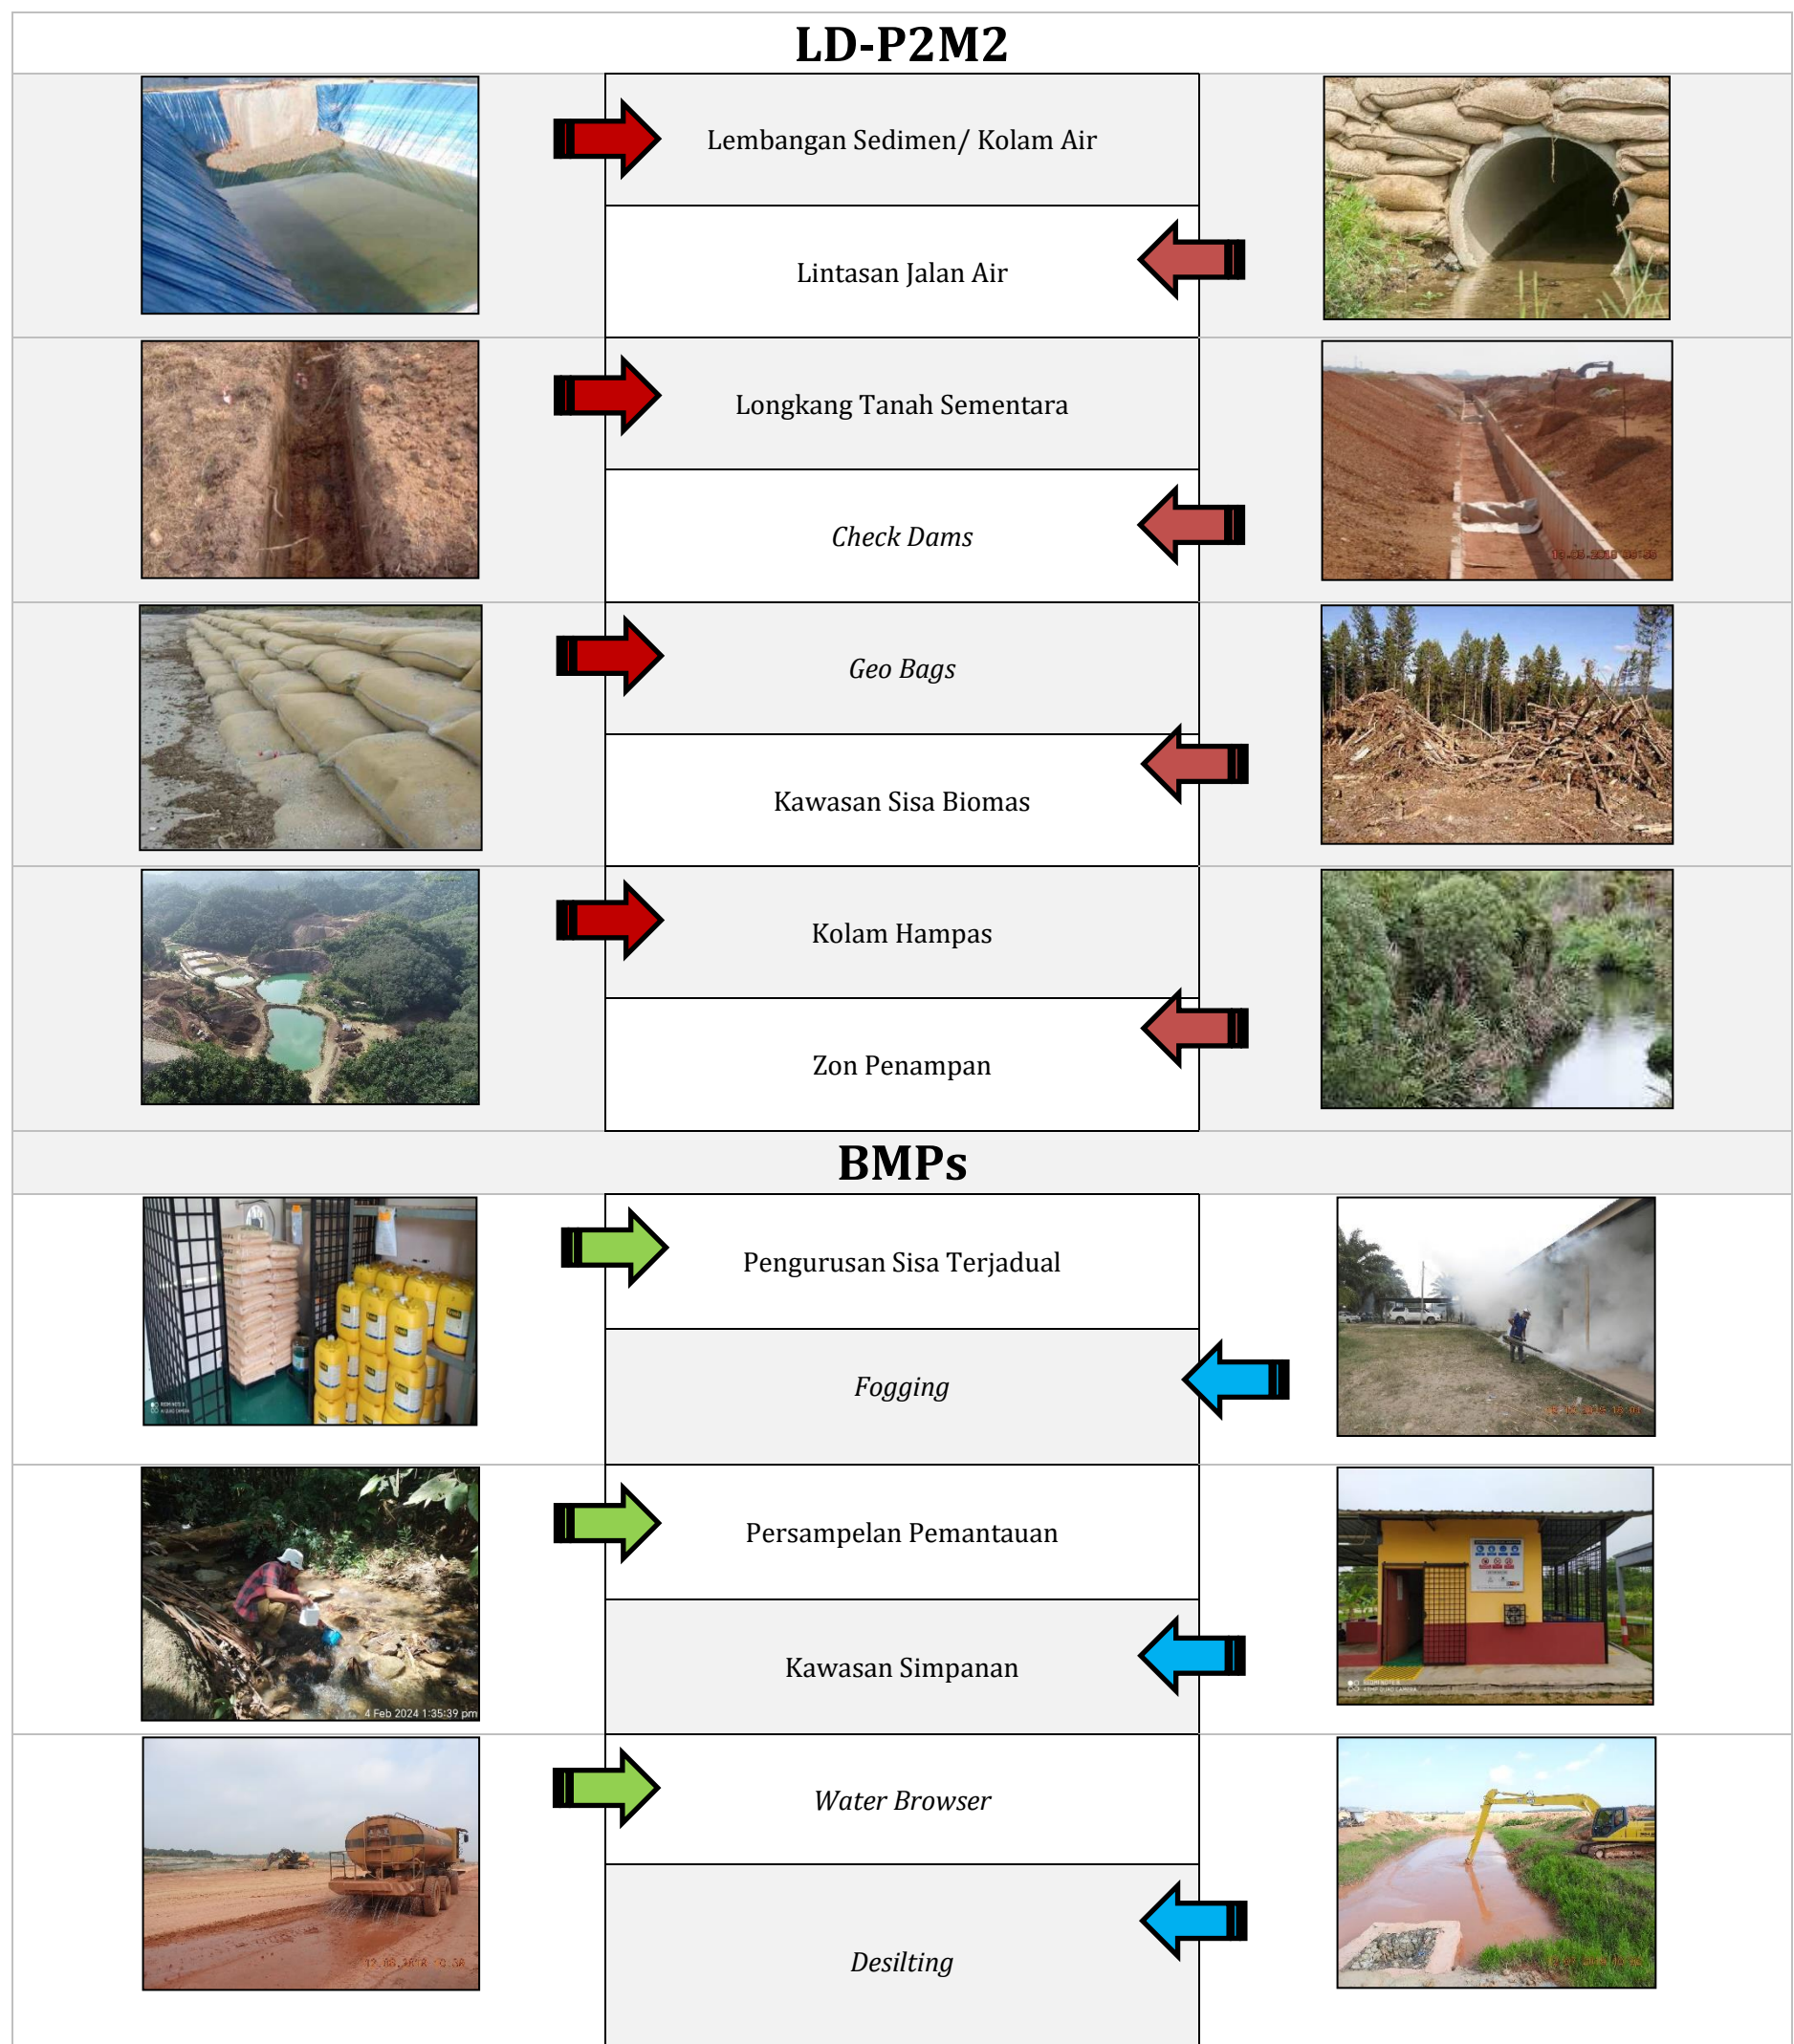 LD-P2M2
Lembangan Sedimen/ Kolam Air
Lintasan Jalan Air
Longkang Tanah Sementara
Check Dams
Geo Bags
Kawasan Sisa Biomas
Kolam Hampas
Zon Penampan
BMPs
Pengurusan Sisa Terjadual
Fogging
Persampelan Pemantauan
4 Feb 2024 1:35:39 pm
Kawasan Simpanan
Water Browser
Desilting